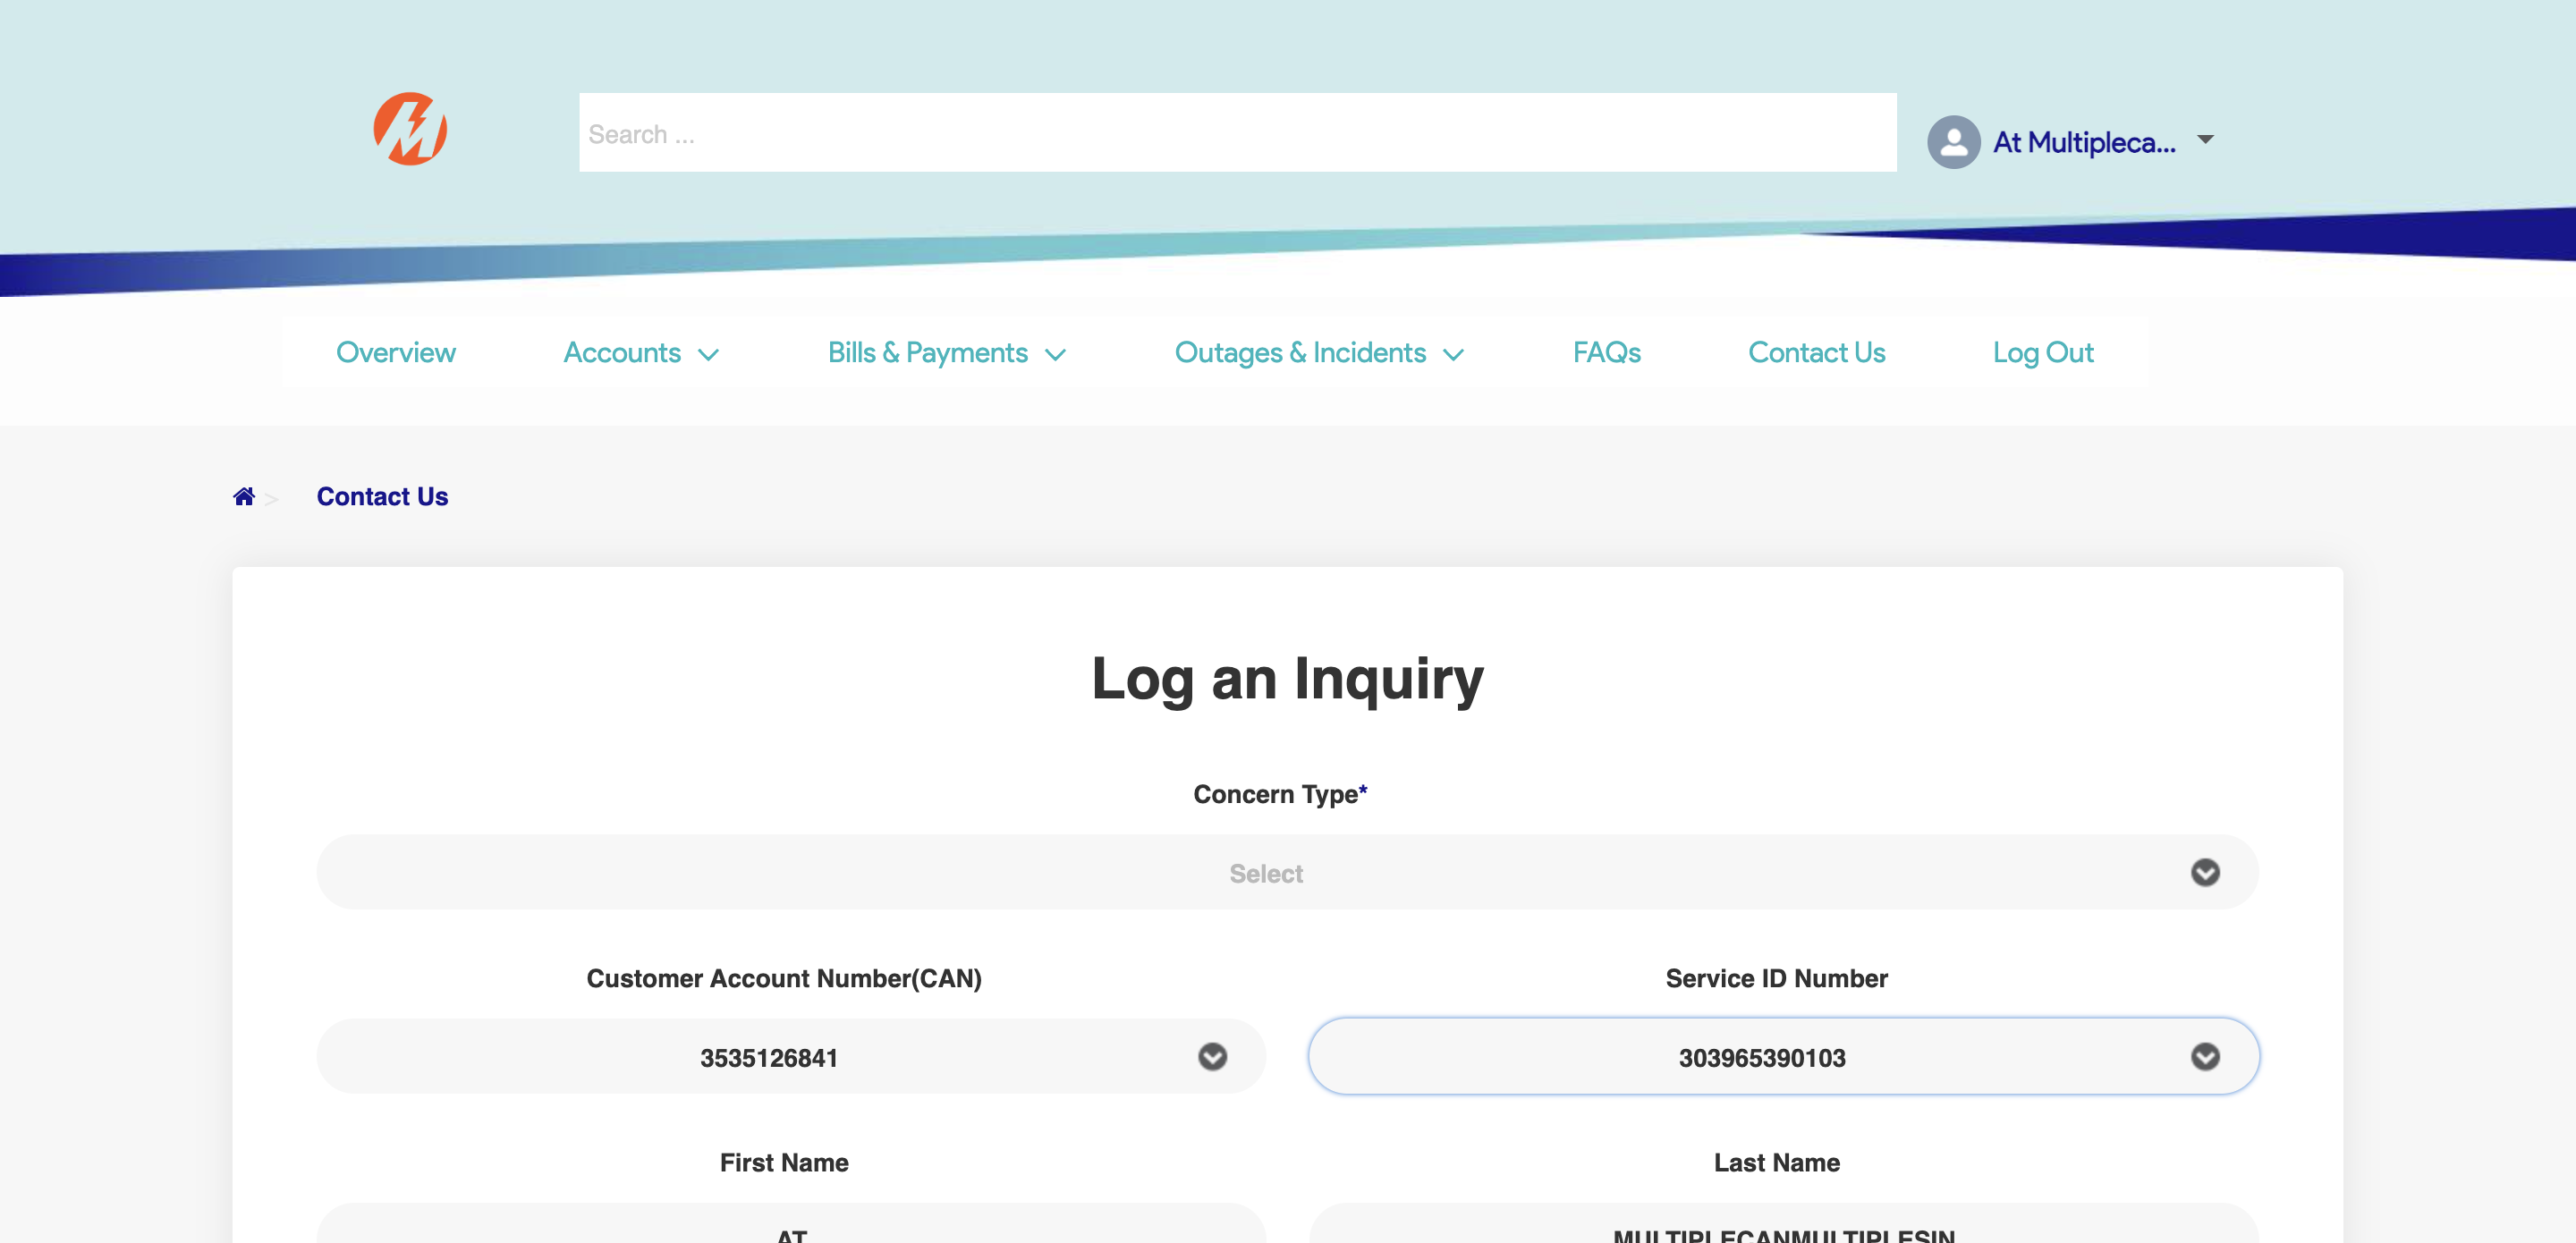 Search ...
At Multipleca...
Overview
Accounts
Bills & Payments
Outages & Incidents
FAQs
Contact Us
Log Out
> Contact Us
Log an Inquiry
Concern Type*
Select
Customer Account Number(CAN)
Service ID Number
3535126841
303965390103
First Name
Last Name
AT
MULTIPLECANMULTIPLESIN